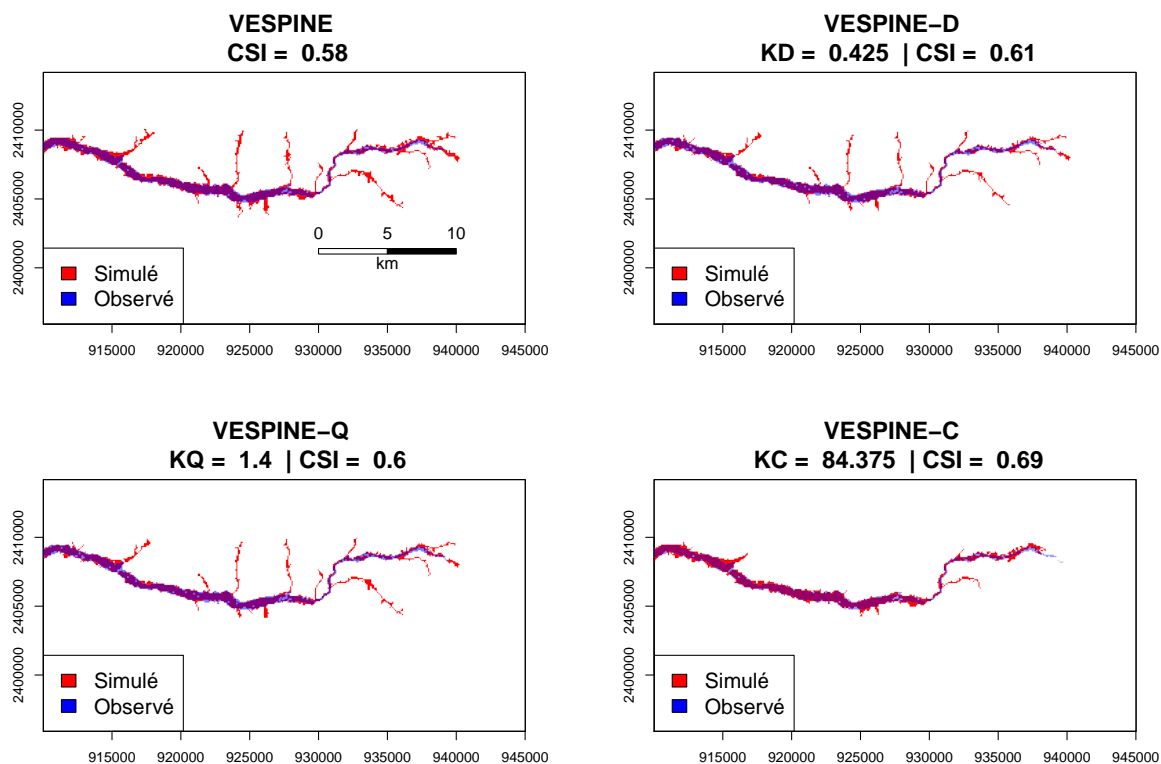 VESPINE
CSI =  0.58
2400000 2405000 2410000
0 5 10
km
Simulé
Observé
915000 920000 925000 930000 935000 940000 945000
VESPINE−D
KD =  0.425  | CSI =  0.61
2400000 2405000 2410000
Simulé
Observé
915000 920000 925000 930000 935000 940000 945000
VESPINE−Q
KQ =  1.4  | CSI =  0.6
2400000 2405000 2410000
Simulé
Observé
915000 920000 925000 930000 935000 940000 945000
VESPINE−C
KC =  84.375  | CSI =  0.69
2400000 2405000 2410000
Simulé
Observé
915000 920000 925000 930000 935000 940000 945000